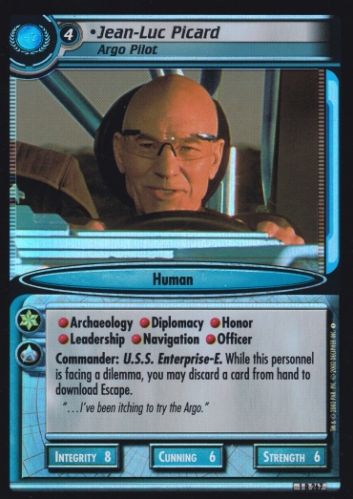 4 •Jean-Luc Picard
Argo Pilot
Human
Archaeology Diplomacy Honor
Leadership Navigation Officer
Commander: U.S.S. Enterprise-E. While this personnel
is facing a dilemma, you may discard a card from hand to
download Escape.
“…I've been itching to try the Argo.”
INTEGRITY 8 CUNNING 6 STRENGTH 6